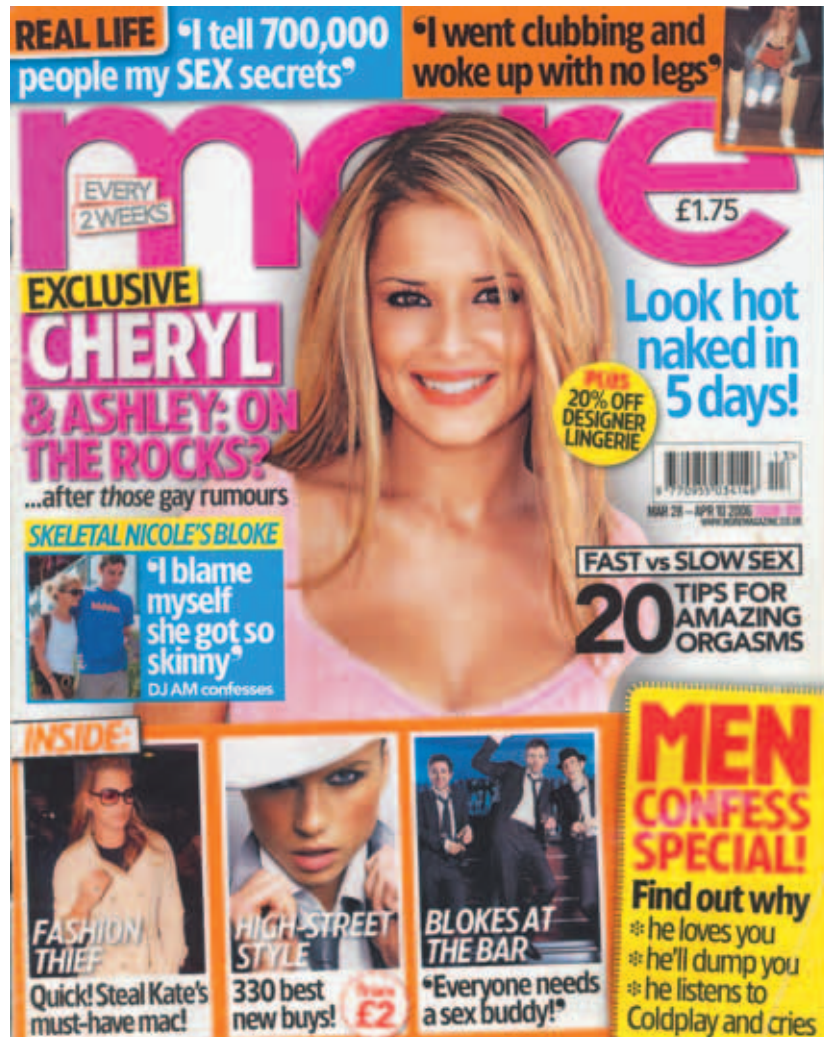 REAL LIFE "I tell 700,000
people my SEX secrets"
"I went clubbing and
woke up with no legs"
more
EVERY
2 WEEKS
£1.75
EXCLUSIVE
CHERYL
& ASHLEY: ON
THE ROCKS?
...after those gay rumours
Look hot
naked in
5 days!
PLUS
20% OFF
DESIGNER
LINGERIE
MAR 28 – APR 10 2006
WWW.MOREMAGAZINE.CO.UK
SKELETAL NICOLE'S BLOKE
"I blame
myself
she got so
skinny"
DJ AM confesses
FAST vs SLOW SEX
20 TIPS FOR
AMAZING
ORGASMS
INSIDE:
FASHION
THIEF
Quick! Steal Kate's
must-have mac!
HIGH-STREET
STYLE
330 best
new buys!
from
£2
BLOKES AT
THE BAR
"Everyone needs
a sex buddy!"
MEN
CONFESS
SPECIAL!
Find out why
* he loves you
* he'll dump you
* he listens to
Coldplay and cries